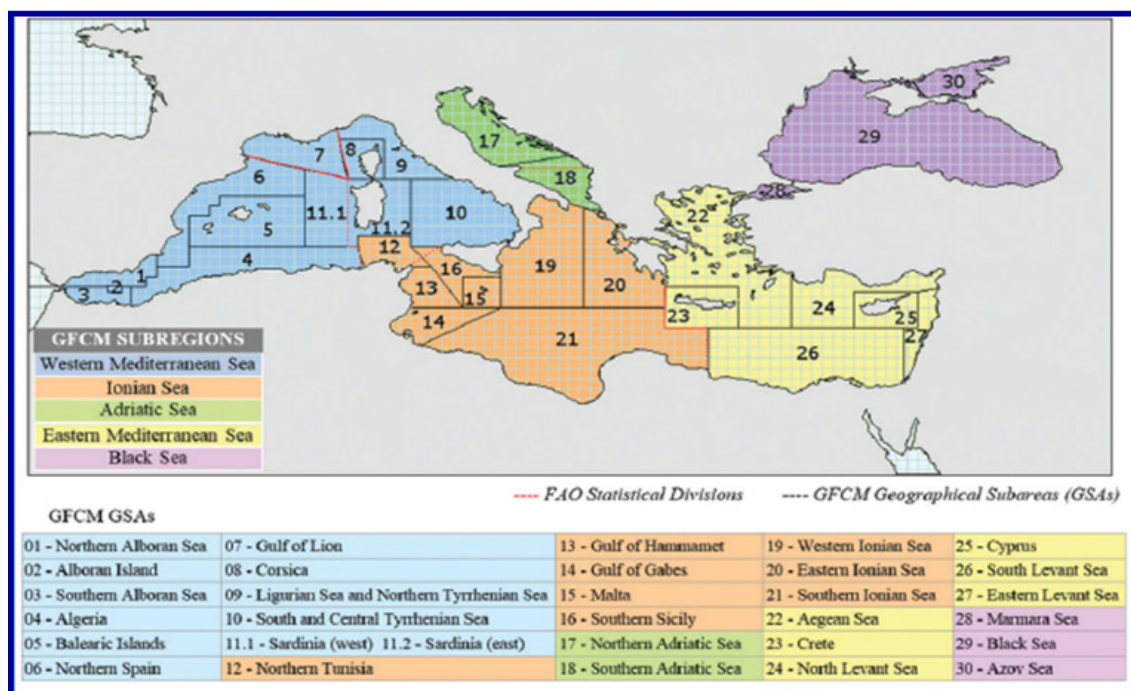 30
29
17
7
8
9
6
18
28
22
11.1
10
5
11.2
12
4
16
19
24
1
2
3
13
15
20
23
25
14
21
26
27
GFCM SUBREGIONS
Western Mediterranean Sea
Ionian Sea
Adriatic Sea
Eastern Mediterranean Sea
Black Sea
---- FAO Statistical Divisions ---- GFCM Geographical Subareas (GSAs)
GFCM GSAs
01 - Northern Alboran Sea 07 - Gulf of Lion 13 - Gulf of Hammamet 19 - Western Ionian Sea 25 - Cyprus
02 - Alboran Island 08 - Corsica 14 - Gulf of Gabes 20 - Eastern Ionian Sea 26 - South Levant Sea
03 - Southern Alboran Sea 09 - Ligurian Sea and Northern Tyrrhenian Sea 15 - Malta 21 - Southern Ionian Sea 27 - Eastern Levant Sea
04 - Algeria 10 - South and Central Tyrrhenian Sea 16 - Southern Sicily 22 - Aegean Sea 28 - Marmara Sea
05 - Balearic Islands 11.1 - Sardinia (west) 11.2 - Sardinia (east) 17 - Northern Adriatic Sea 23 - Crete 29 - Black Sea
06 - Northern Spain 12 - Northern Tunisia 18 - Southern Adriatic Sea 24 - North Levant Sea 30 - Azov Sea